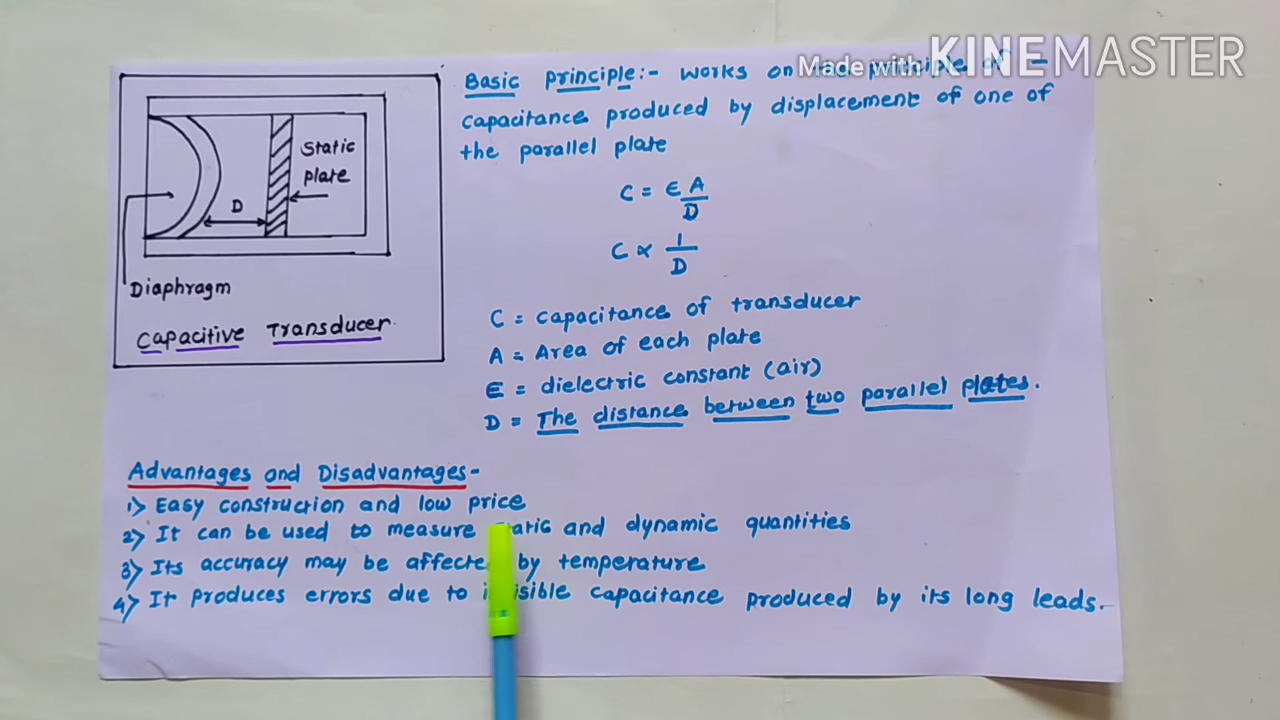 Made with KINEMASTER
Basic principle:- Works on of -
capacitance produced by displacement of one of
the parallel plate
C = ϵ A/D
C ∝ 1/D
C = capacitance of transducer
A = Area of each plate
ϵ = dielectric constant (air)
D = The distance between two parallel plates.
Static
plate
D
Diaphragm
Capacitive Transducer.
Advantages and Disadvantages-
1) Easy construction and low price
2) It can be used to measure and dynamic quantities
3) Its accuracy may be affected by temperature
4) It produces errors due to capacitance produced by its long leads.